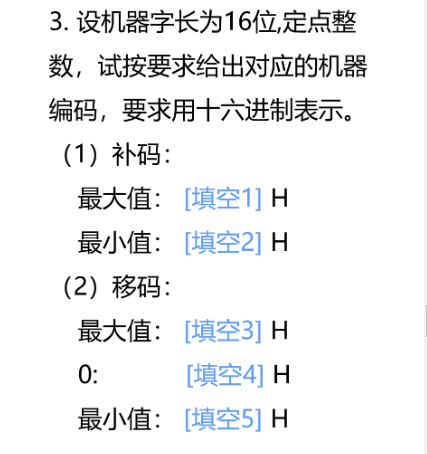 3. 设机器字长为16位,定点整
数，试按要求给出对应的机器
编码，要求用十六进制表示。
（1）补码：
最大值： [填空1] H
最小值： [填空2] H
（2）移码：
最大值： [填空3] H
0: [填空4] H
最小值： [填空5] H